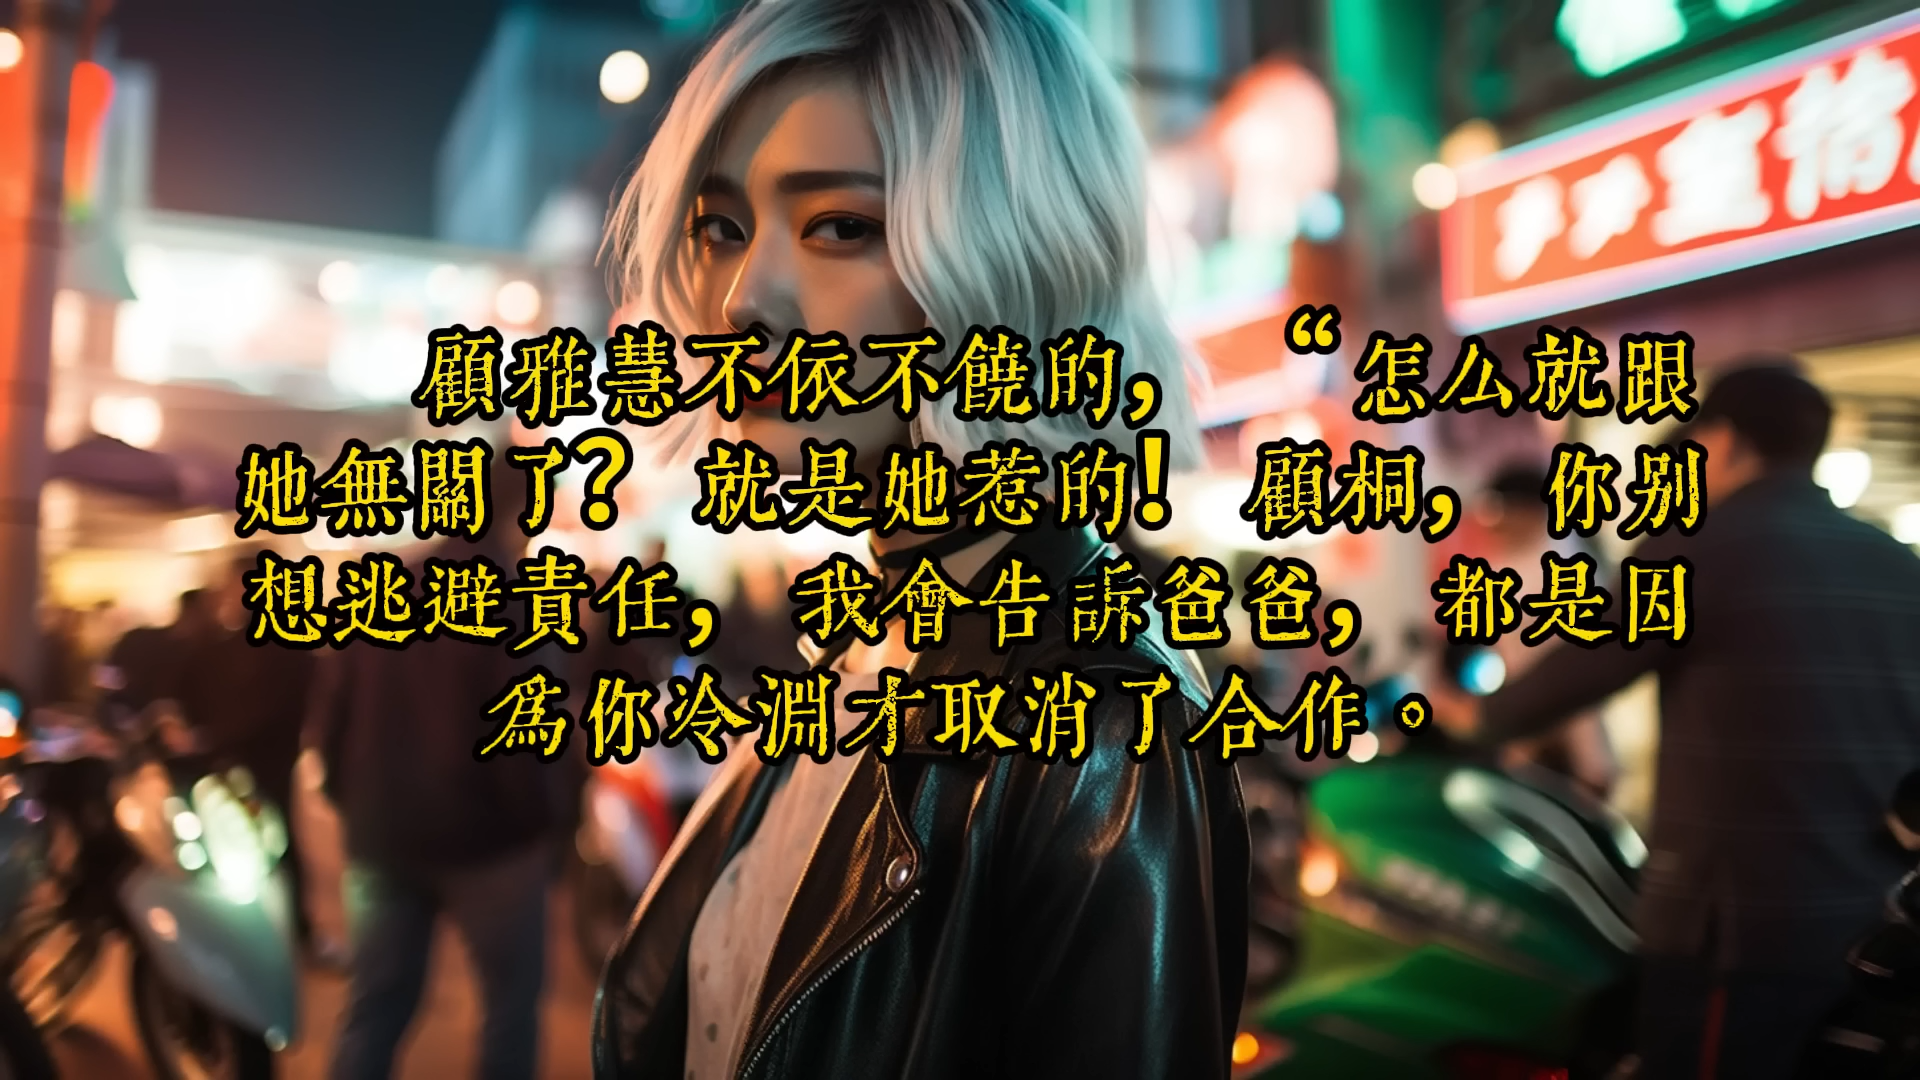 顧雅慧不依不饒的，“怎么就跟
她無關了？就是她惹的！顧桐，你别
想逃避責任，我會告訴爸爸，都是因
爲你冷淵才取消了合作。